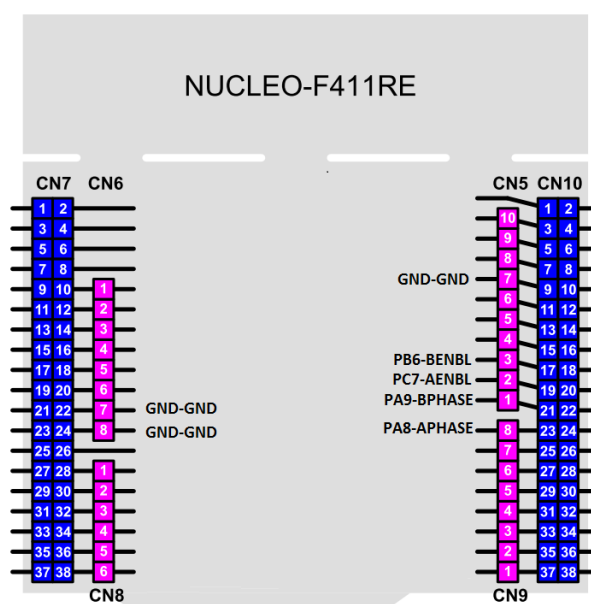 NUCLEO-F411RE
CN7 CN6 CN5 CN10
1 2 1 2
3 4 10 3 4
5 6 9 5 6
7 8 8 7 8
9 10 1 GND-GND 7 9 10
11 12 2 6 11 12
13 14 3 5 13 14
15 16 4 4 15 16
17 18 5 PB6-BENBL 3 17 18
19 20 6 PC7-AENBL 2 19 20
21 22 7 GND-GND PA9-BPHASE 1 21 22
23 24 8 GND-GND PA8-APHASE 8 23 24
25 26 7 25 26
27 28 1 6 27 28
29 30 2 5 29 30
31 32 3 4 31 32
33 34 4 3 33 34
35 36 5 2 35 36
37 38 6 1 37 38
CN8 CN9